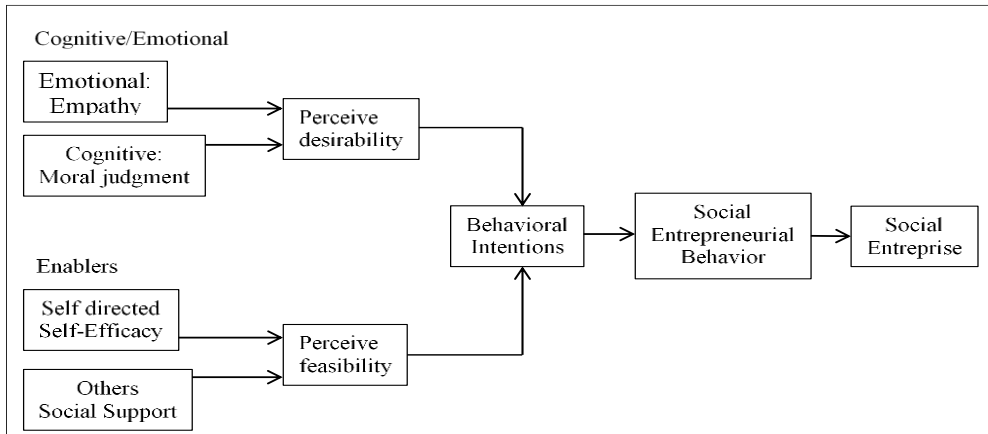 Cognitive/Emotional
Emotional:
Empathy
Cognitive:
Moral judgment
Perceive
desirability
Enablers
Self directed
Self-Efficacy
Others
Social Support
Perceive
feasibility
Behavioral
Intentions
Social
Entrepreneurial
Behavior
Social
Entreprise